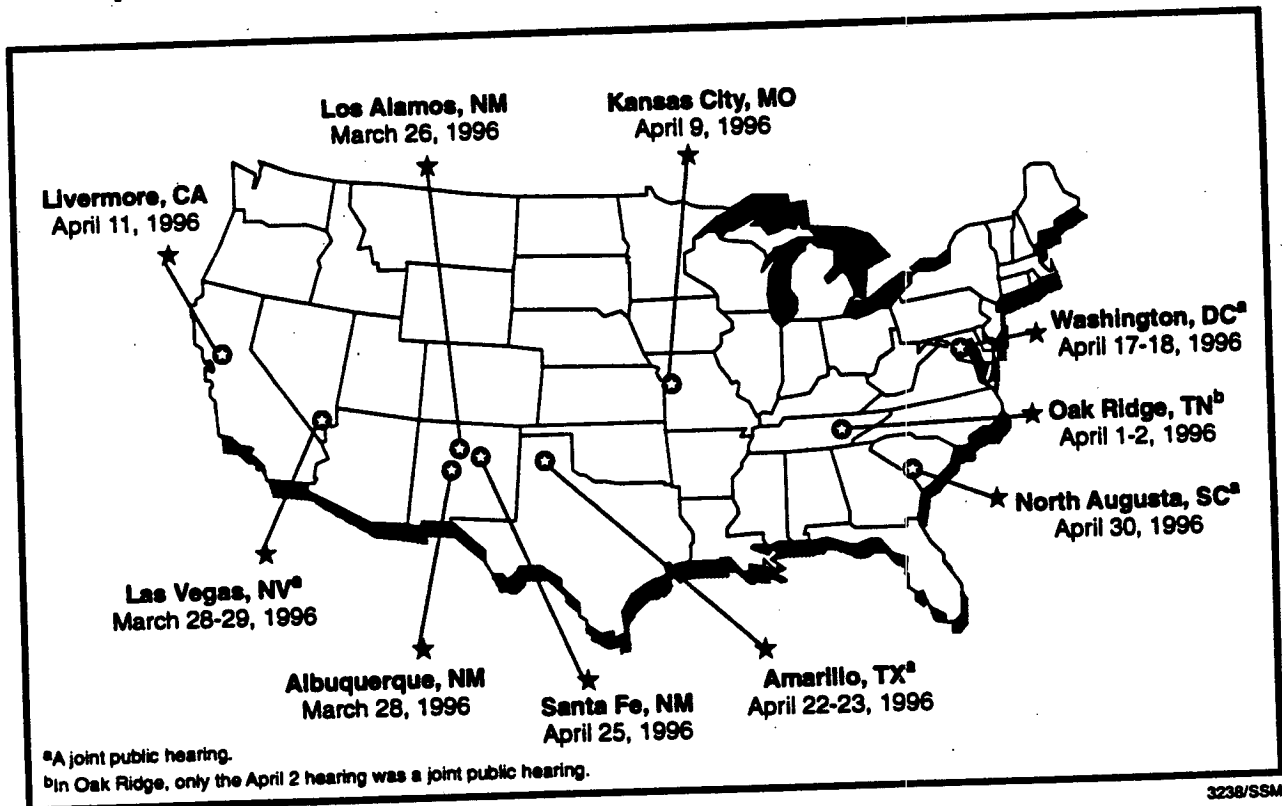 Los Alamos, NM
March 26, 1996
Kansas City, MO
April 9, 1996
Livermore, CA
April 11, 1996
Washington, DCᵃ
April 17-18, 1996
Oak Ridge, TNᵇ
April 1-2, 1996
North Augusta, SCᵃ
April 30, 1996
Las Vegas, NVᵃ
March 28-29, 1996
Albuquerque, NM
March 28, 1996
Santa Fe, NM
April 25, 1996
Amarillo, TXᵃ
April 22-23, 1996
ᵃA joint public hearing.
ᵇIn Oak Ridge, only the April 2 hearing was a joint public hearing.
3238/SSM